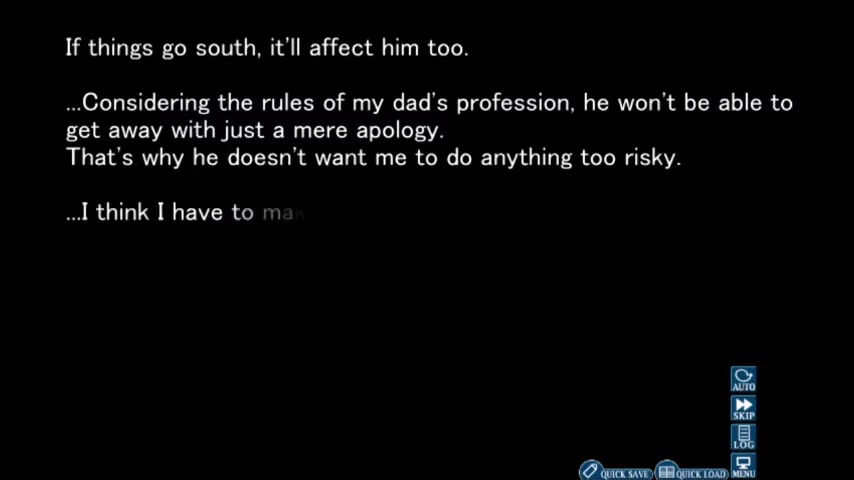 If things go south, it'll affect him too.
...Considering the rules of my dad's profession, he won't be able to
get away with just a mere apology.
That's why he doesn't want me to do anything too risky.
...I think I have to
AUTO
SKIP
LOG
MENU
QUICK SAVE
QUICK LOAD